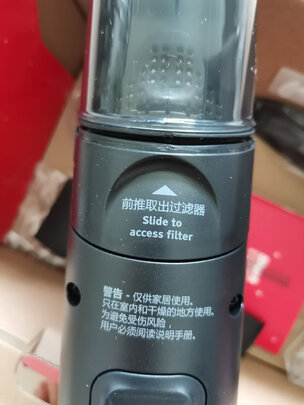 前推取出过滤器
Slide to
access filter
警告 - 仅供家居使用。
只在室内和干燥的地方使用。
为避免受伤风险,
用户必须阅读说明手册。